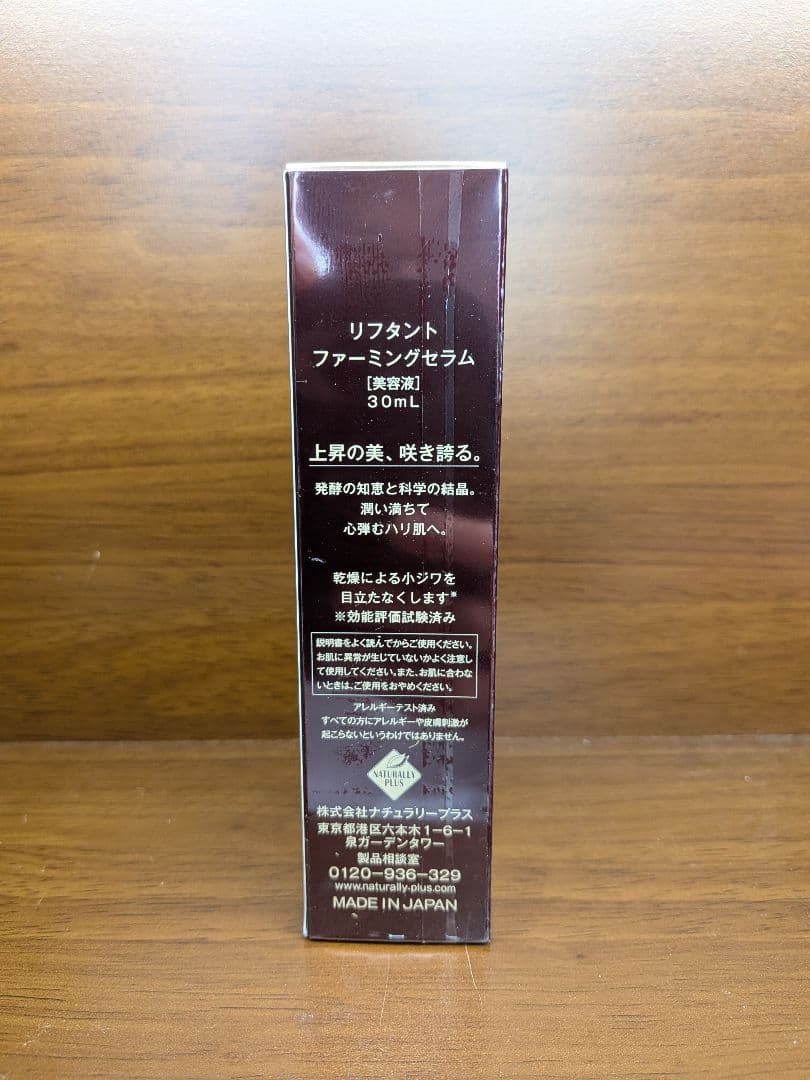 リフタント
ファーミングセラム
[美容液]
30mL
上昇の美、咲き誇る。
発酵の知恵と科学の結晶。
潤い満ちて
心弾むハリ肌へ。
乾燥による小ジワを
目立たなくします※
※効能評価試験済み
説明書をよく読んでからご使用ください。
お肌に異常が生じていないかよく注意し
て使用してください。また、お肌に合わな
いときは、ご使用をおやめください。
アレルギーテスト済み
すべての方にアレルギーや皮膚刺激が
起こらないというわけではありません。
NATURALLY
PLUS
株式会社ナチュラリープラス
東京都港区六本木1-6-1
泉ガーデンタワー
製品相談室
0120-936-329
www.naturally-plus.com
MADE IN JAPAN